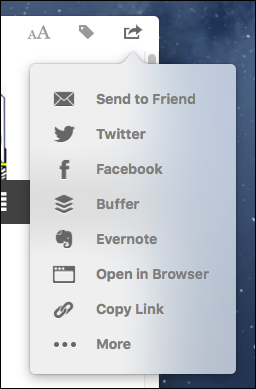 AA
Send to Friend
Twitter
Facebook
Buffer
Evernote
Open in Browser
Copy Link
More